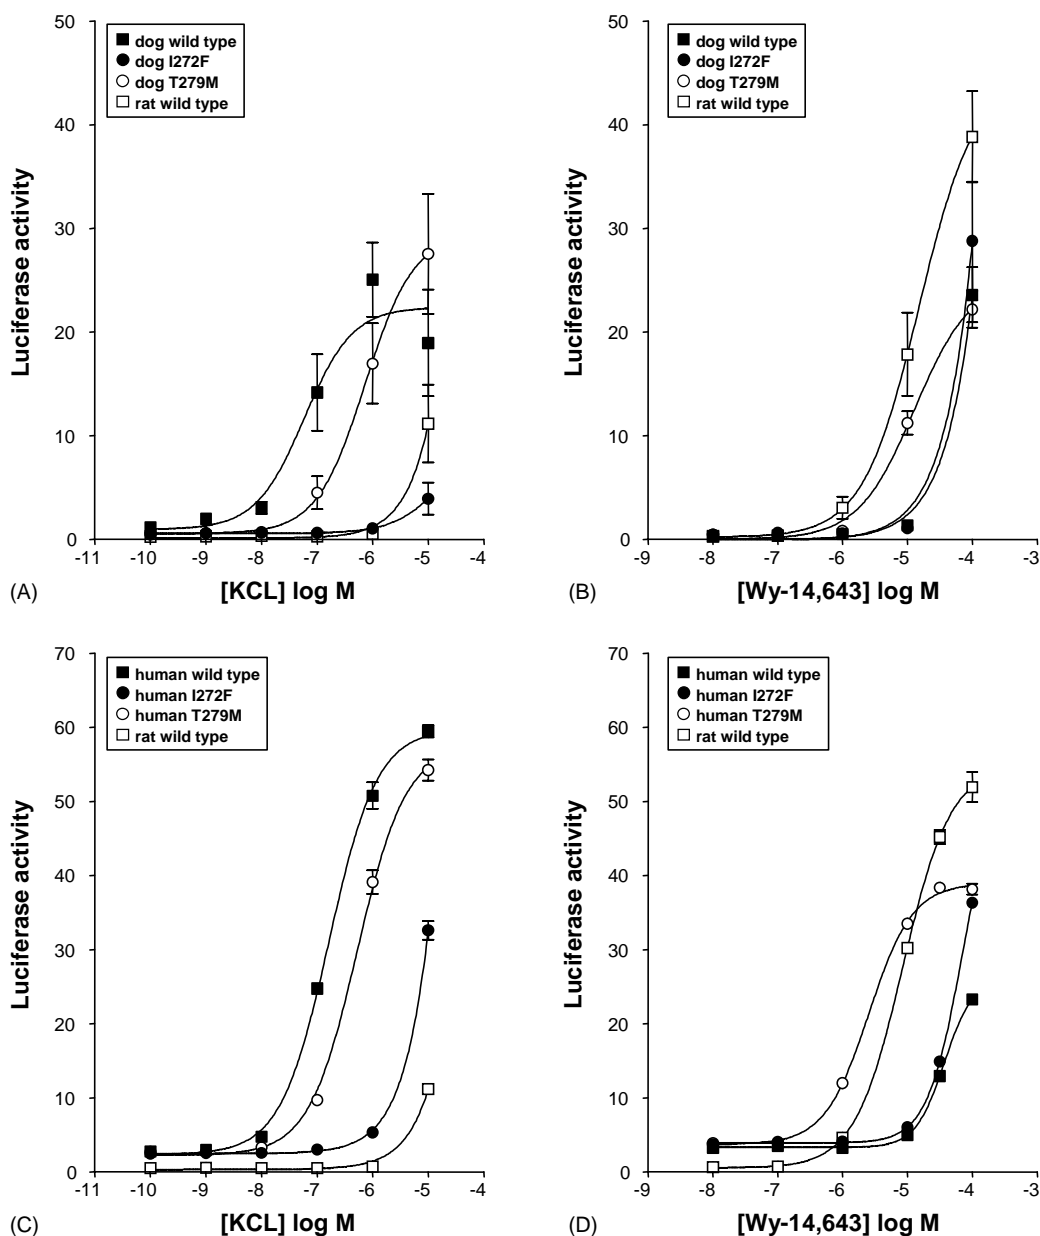 50
40
30
20
10
0
Luciferase activity
dog wild type
dog I272F
dog T279M
rat wild type
-11 -10 -9 -8 -7 -6 -5 -4
(A) [KCL] log M
50
40
30
20
10
0
Luciferase activity
dog wild type
dog I272F
dog T279M
rat wild type
-8 -7 -6 -5 -4 -3
(B) [Wy-14,643] log M
70
60
50
40
30
20
10
0
Luciferase activity
human wild type
human I272F
human T279M
rat wild type
-11 -10 -9 -8 -7 -6 -5 -4
(C) [KCL] log M
70
60
50
40
30
20
10
0
Luciferase activity
human wild type
human I272F
human T279M
rat wild type
-8 -7 -6 -5 -4 -3
(D) [Wy-14,643] log M